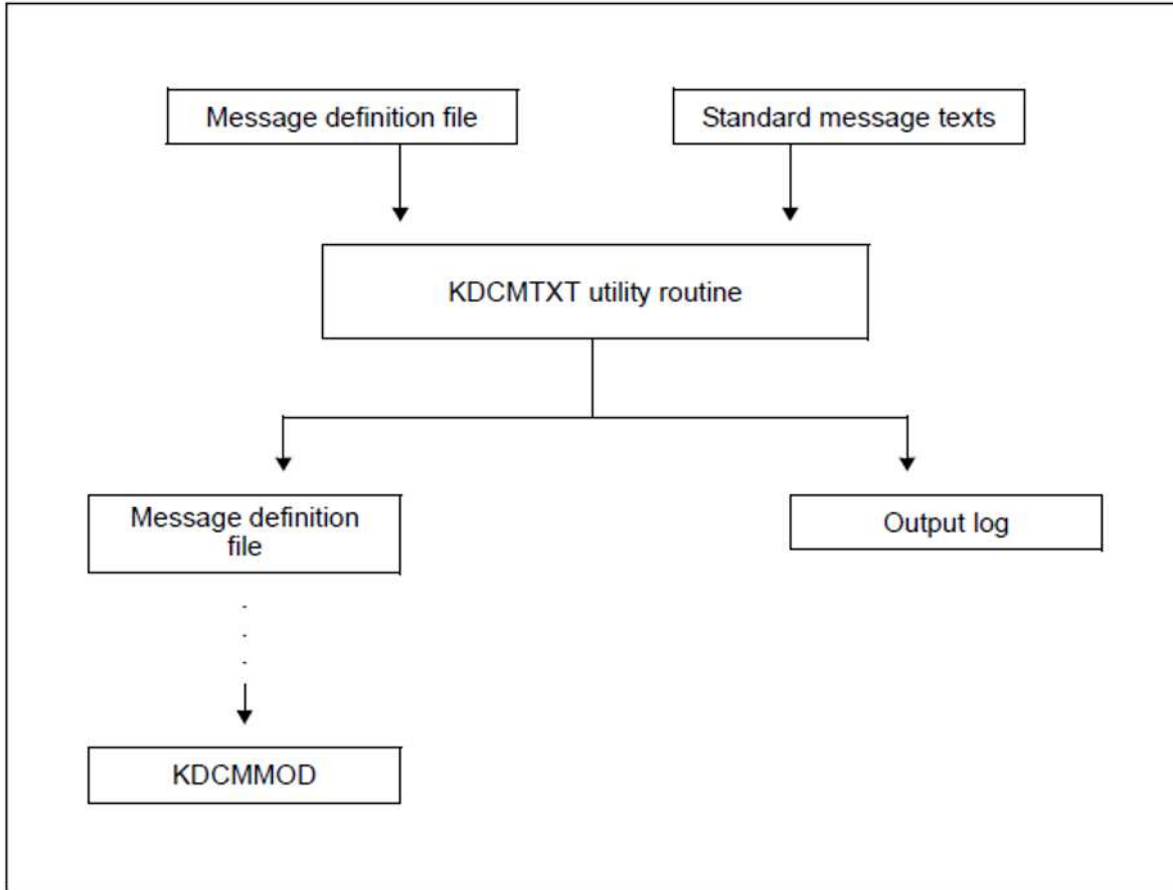 Message definition file
Standard message texts
KDCMTXT utility routine
Message definition
file
Output log
KDCMMOD